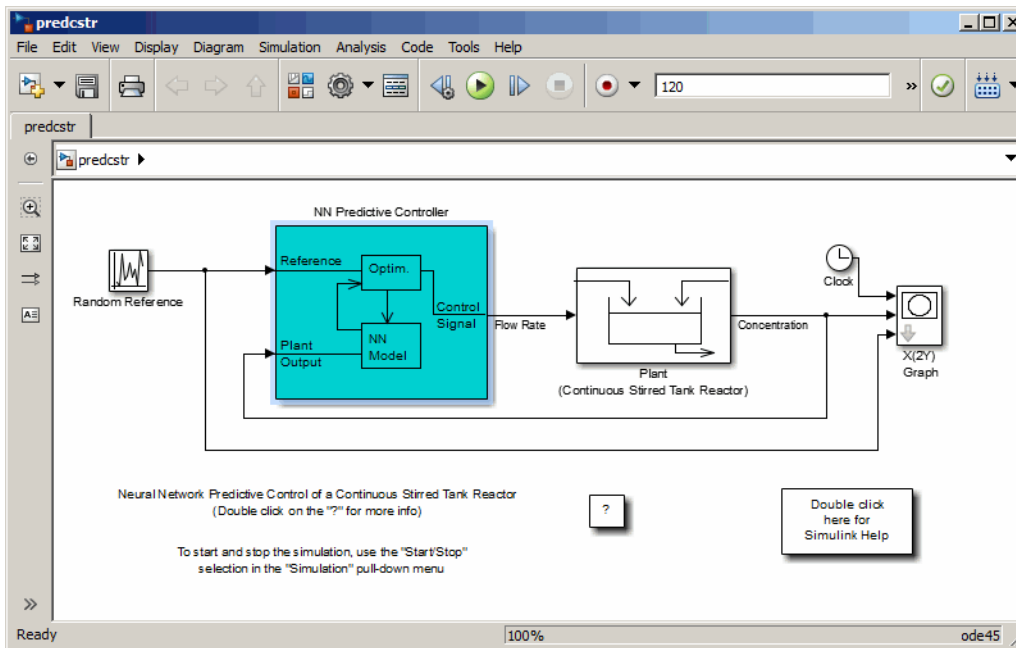 predcstr
File Edit View Display Diagram Simulation Analysis Code Tools Help
120
»
predcstr
predcstr
NN Predictive Controller
Random Reference
Reference
Optim.
Control
Signal
Plant
Output
NN
Model
Flow Rate
Plant
(Continuous Stirred Tank Reactor)
Concentration
Clock
X(2Y)
Graph
Neural Network Predictive Control of a Continuous Stirred Tank Reactor
(Double click on the "?" for more info)
?
Double click
here for
Simulink Help
To start and stop the simulation, use the "Start/Stop"
selection in the "Simulation" pull-down menu
»
Ready
100%
ode45